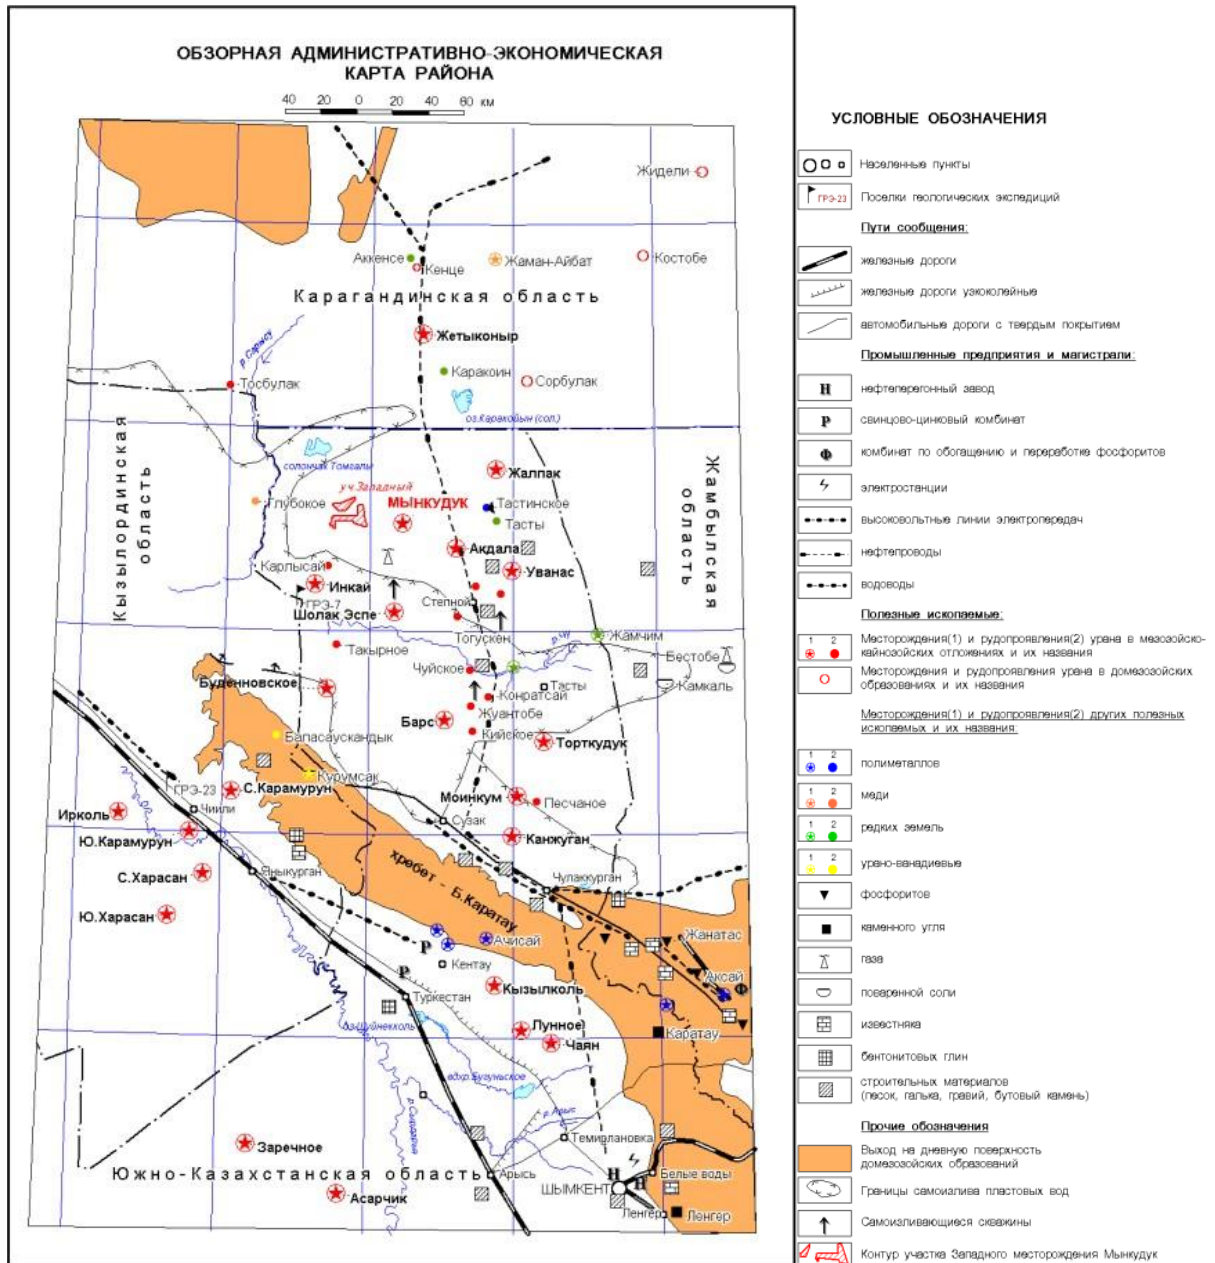 ОБЗОРНАЯ АДМИНИСТРАТИВНО-ЭКОНОМИЧЕСКАЯ
КАРТА РАЙОНА
40 20 0 20 40 60 км
Жидели
Аккенсе
Кенце
Жаман-Айбат
Костобе
Карагандинская область
Жетыконыр
р.Сарысу
Тосбулак
Каракоин
Сорбулак
оз.Каракойын (сол.)
Кызылординская
область
Жамбылская
область
солончак Томгалы
Жалпак
уч.Западный
МЫНКУДУК
Глубокое
Тастинское
Тасты
Акдала
Уванас
Карлысай
Инкай
ГРЭ-7
Шолак Эспе
Степной
Тогускен
р.Чу
Жамчим
Бестобе
Такырное
Чуйское
Тасты
Камкаль
Буденновское
Конратсай
Жуантобе
Барс
Кийское
Торткудук
Баласаускандык
Курумсак
ГРЭ-23
С.Карамурун
Моинкум
Песчаное
Ирколь
Чиили
Сузак
Ю.Карамурун
Канжуган
С.Харасан
Яныкурган
хребет - Б.Каратау
Чулаккурган
Ю.Харасан
Ачисай
Жанатас
Р
Кентау
Аксай
Р
Ф
Кызылколь
Туркестан
оз.Шуйнекколь
Лунное
Каратау
Чаян
вдхр.Бугуньское
р.Сырдарья
р.Арыс
Темирлановка
Заречное
Южно-Казахстанская область
Арысь
Белые воды
Н
Н
ШЫМКЕНТ
Асарчик
Ленгер
Ленгер
УСЛОВНЫЕ ОБОЗНАЧЕНИЯ
Населенные пункты
ГРЭ-23 Поселки геологических экспедиций
Пути сообщения:
железные дороги
железные дороги узкоколейные
автомобильные дороги с твердым покрытием
Промышленные предприятия и магистрали:
Н нефтеперегонный завод
Р свинцово-цинковый комбинат
Ф комбинат по обогащению и переработке фосфоритов
электростанции
высоковольтные линии электропередач
нефтепроводы
водоводы
Полезные ископаемые:
1 2 Месторождения(1) и рудопроявления(2) урана в мезозойско-
кайнозойских отложениях и их названия
Месторождения и рудопроявления урана в домезозойских
образованиях и их названия
Месторождения(1) и рудопроявления(2) других полезных
ископаемых и их названия:
1 2 полиметаллов
1 2 меди
1 2 редких земель
1 2 урано-ванадиевые
фосфоритов
каменного угля
газа
поваренной соли
известняка
бентонитовых глин
строительных материалов
(песок, галька, гравий, бутовый камень)
Прочие обозначения
Выход на дневную поверхность
домезозойских образований
Границы самоизлива пластовых вод
Самоизливающиеся скважины
Контур участка Западного месторождения Мынкудук